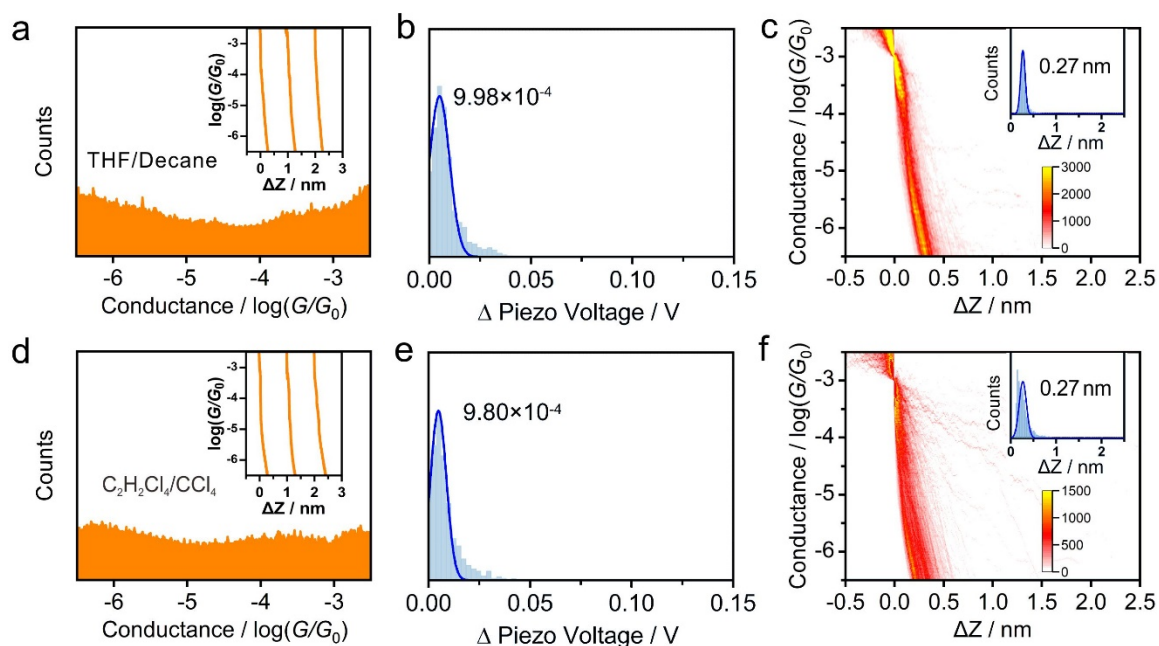 a
Counts
THF/Decane
log(G/G₀)
-3
-4
-5
-6
0 1 2 3
ΔZ / nm
-6 -5 -4 -3
Conductance / log(G/G₀)
b
9.98×10⁻⁴
0.00 0.05 0.10 0.15
Δ Piezo Voltage / V
c
Conductance / log(G/G₀)
-3
-4
-5
-6
Counts
0.27 nm
0 1 2
ΔZ / nm
3000
2000
1000
0
-0.5 0.0 0.5 1.0 1.5 2.0 2.5
ΔZ / nm
d
Counts
C₂H₂Cl₄/CCl₄
log(G/G₀)
-3
-4
-5
-6
0 1 2 3
ΔZ / nm
-6 -5 -4 -3
Conductance / log(G/G₀)
e
9.80×10⁻⁴
0.00 0.05 0.10 0.15
Δ Piezo Voltage / V
f
Conductance / log(G/G₀)
-3
-4
-5
-6
Counts
0.27 nm
0 1 2
ΔZ / nm
1500
1000
500
0
-0.5 0.0 0.5 1.0 1.5 2.0 2.5
ΔZ / nm